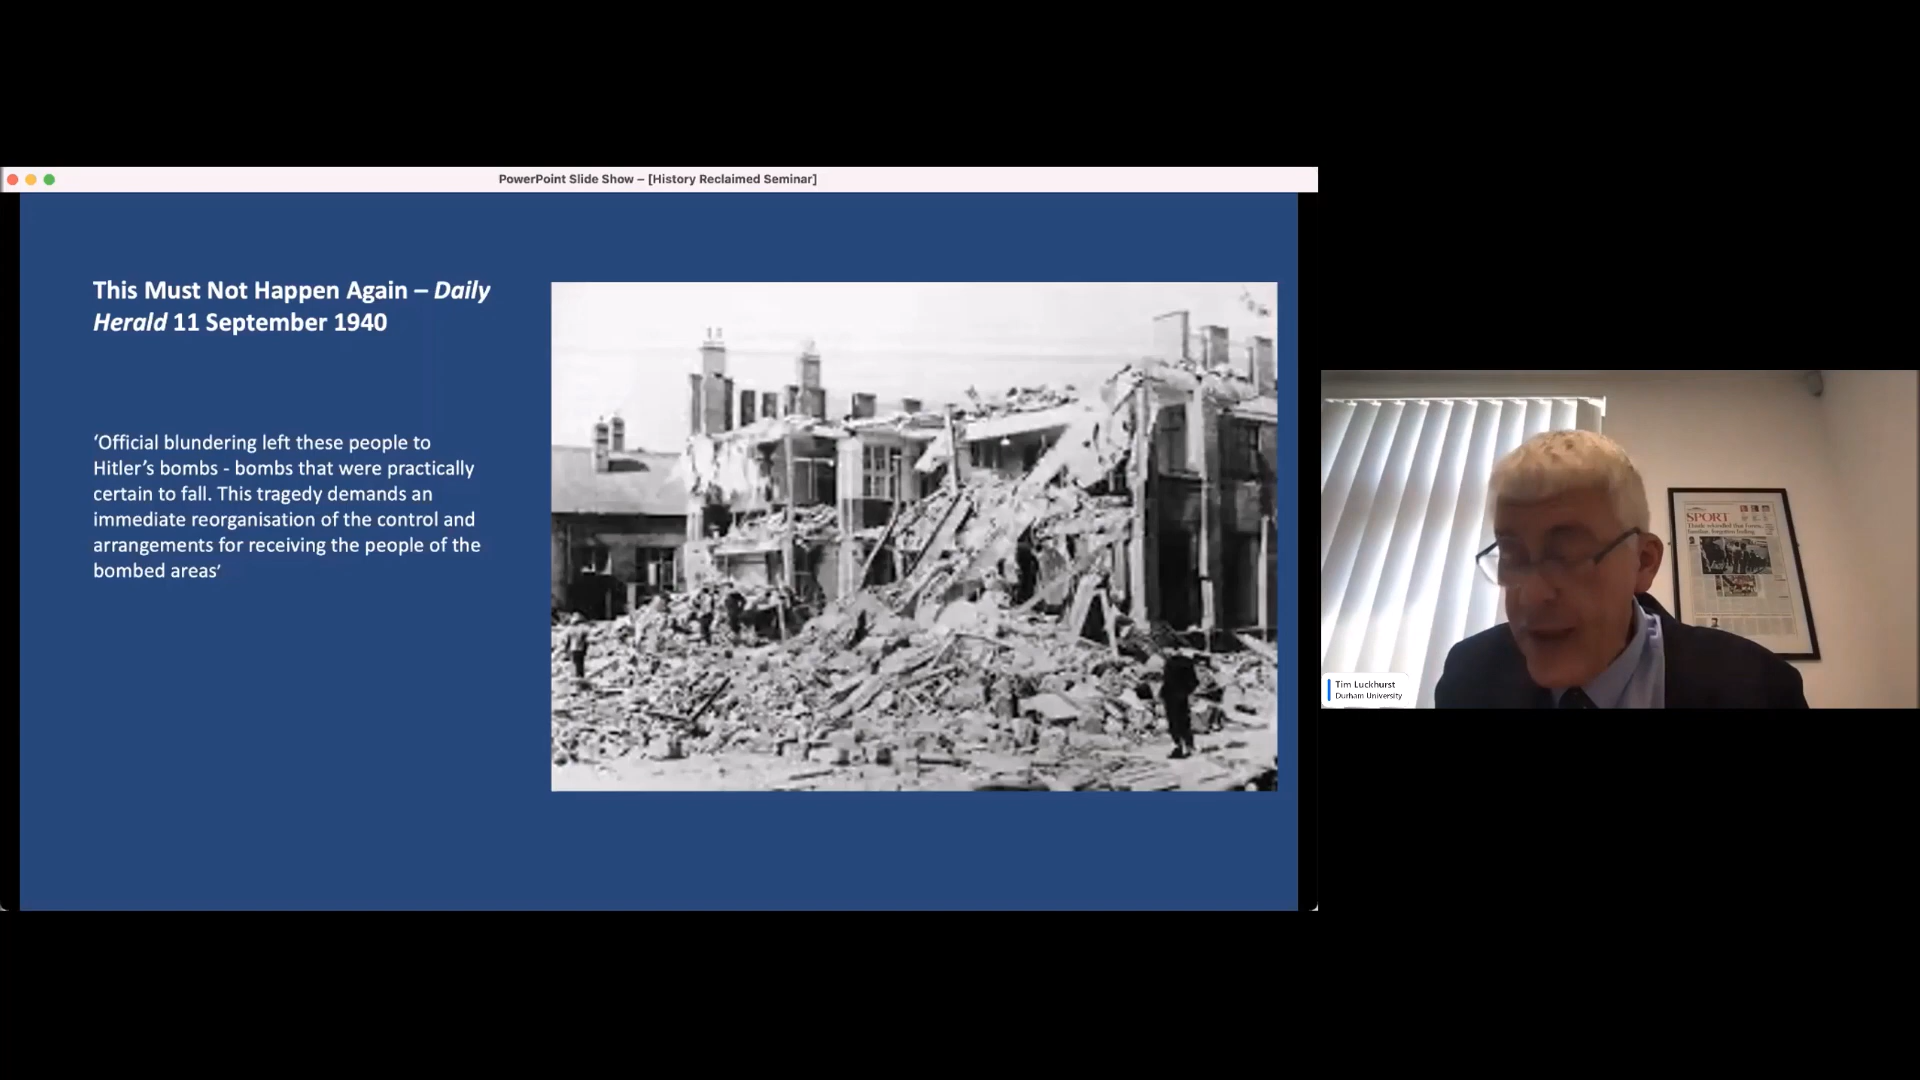 PowerPoint Slide Show – [History Reclaimed Seminar]
This Must Not Happen Again – Daily
Herald 11 September 1940
‘Official blundering left these people to
Hitler’s bombs - bombs that were practically
certain to fall. This tragedy demands an
immediate reorganisation of the control and
arrangements for receiving the people of the
bombed areas’
SPORT
Tim Luckhurst
Durham University